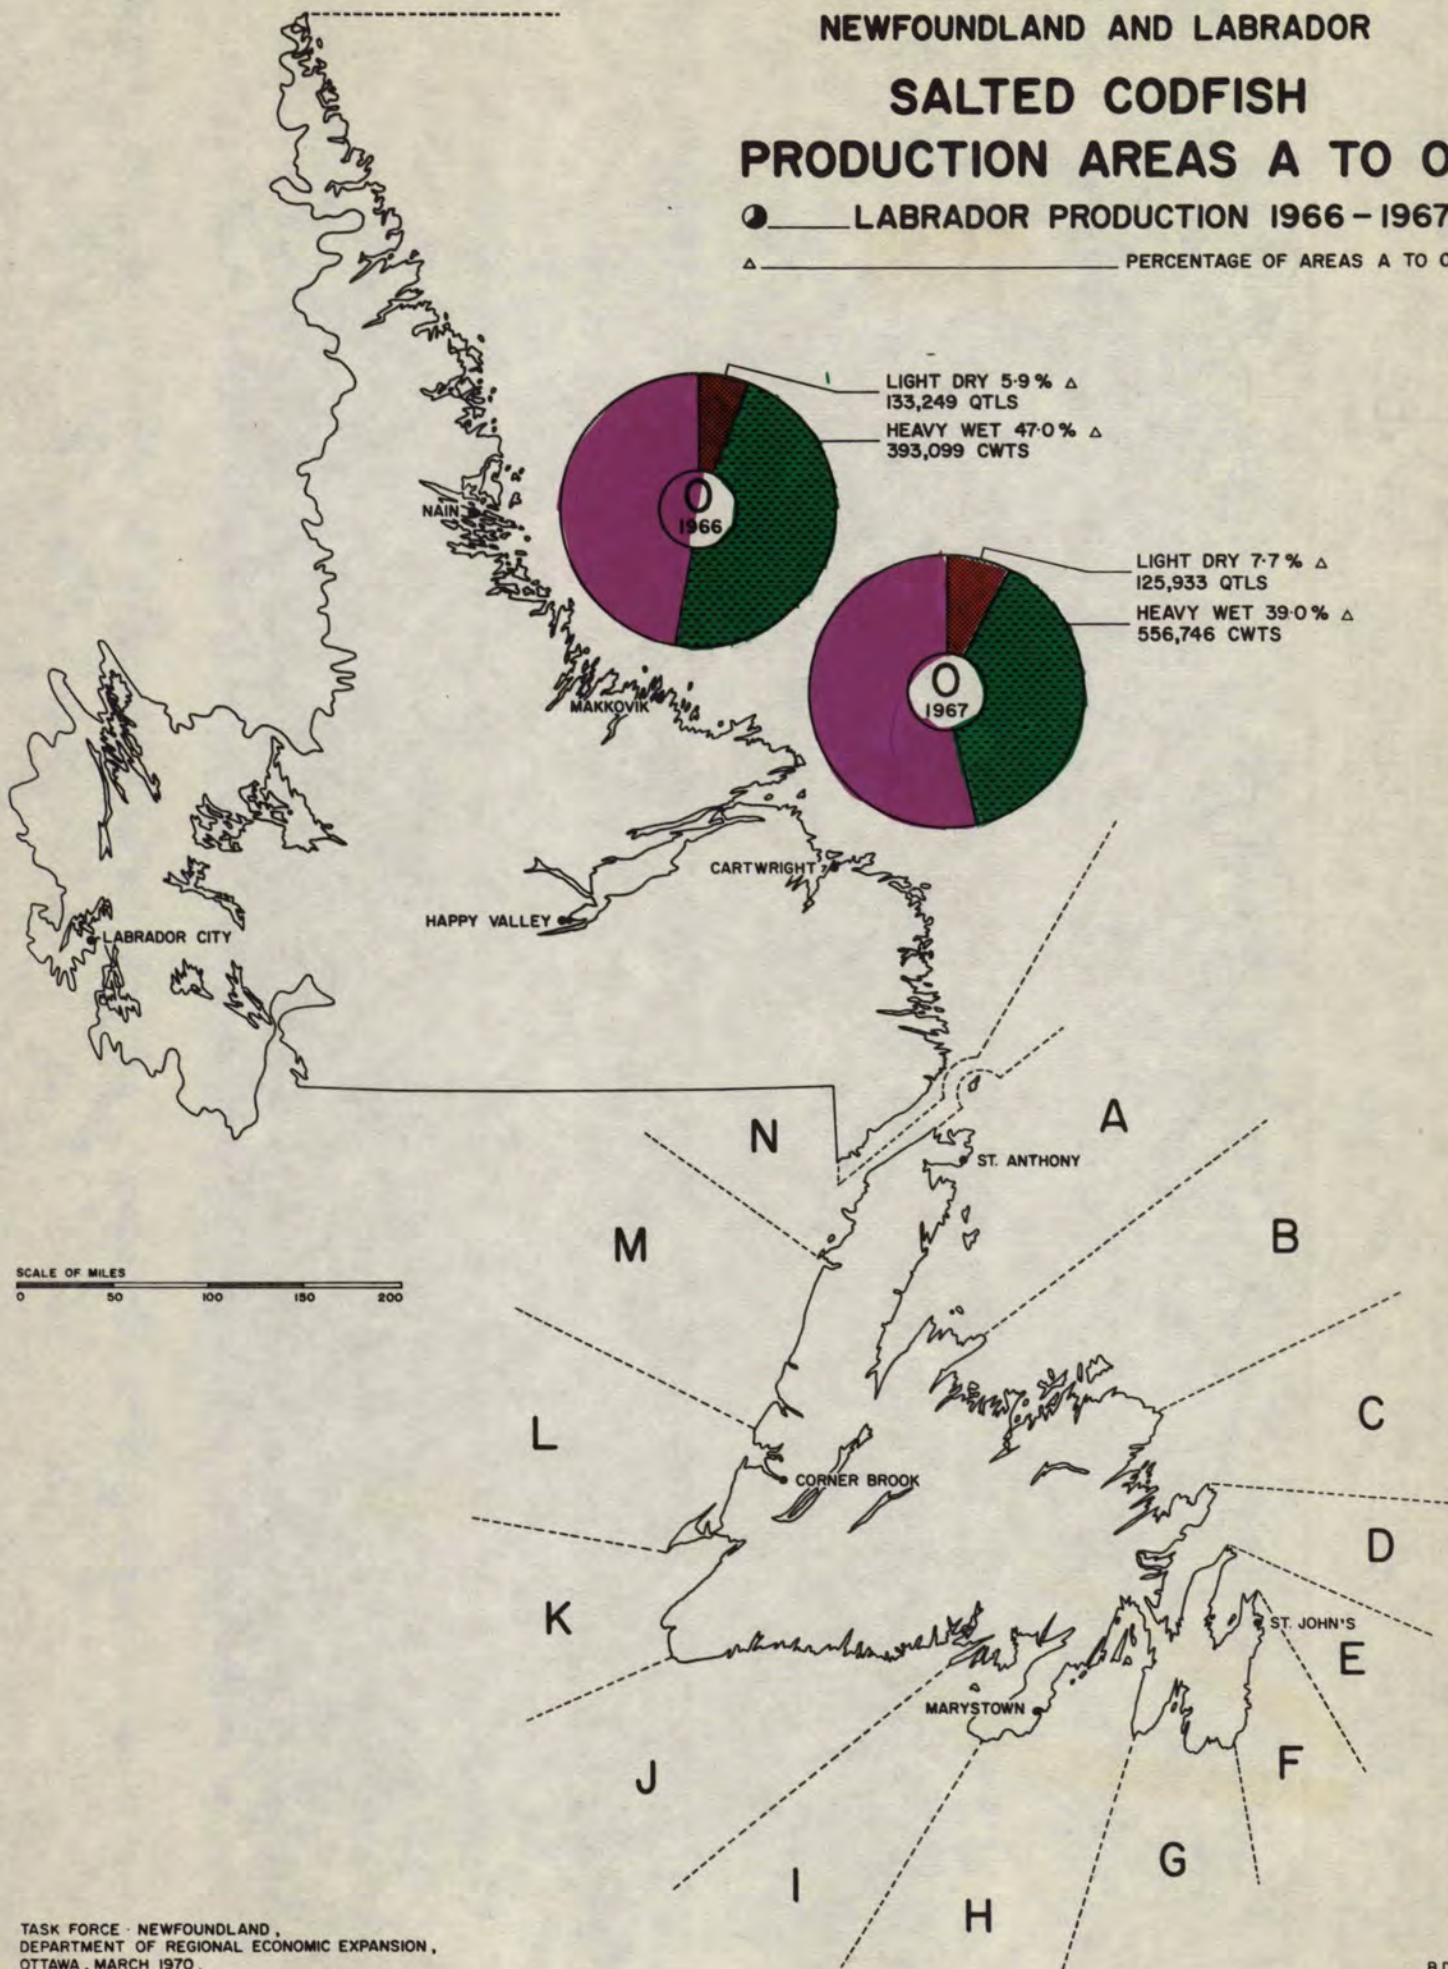 NEWFOUNDLAND AND LABRADOR
SALTED CODFISH
PRODUCTION AREAS A TO O
LABRADOR PRODUCTION 1966-1967
△ PERCENTAGE OF AREAS A TO O
LIGHT DRY 5.9% △
133,249 QTLS
HEAVY WET 47.0% △
393,099 CWTS
O
1966
LIGHT DRY 7.7% △
125,933 QTLS
HEAVY WET 39.0% △
556,746 CWTS
O
1967
NAIN
MAKKOVIK
CARTWRIGHT
HAPPY VALLEY
LABRADOR CITY
N
A
ST. ANTHONY
M
B
SCALE OF MILES
0 50 100 150 200
L
C
CORNER BROOK
D
K
ST. JOHN'S
E
MARYSTOWN
J
F
I
G
H
TASK FORCE - NEWFOUNDLAND,
DEPARTMENT OF REGIONAL ECONOMIC EXPANSION,
OTTAWA, MARCH 1970.